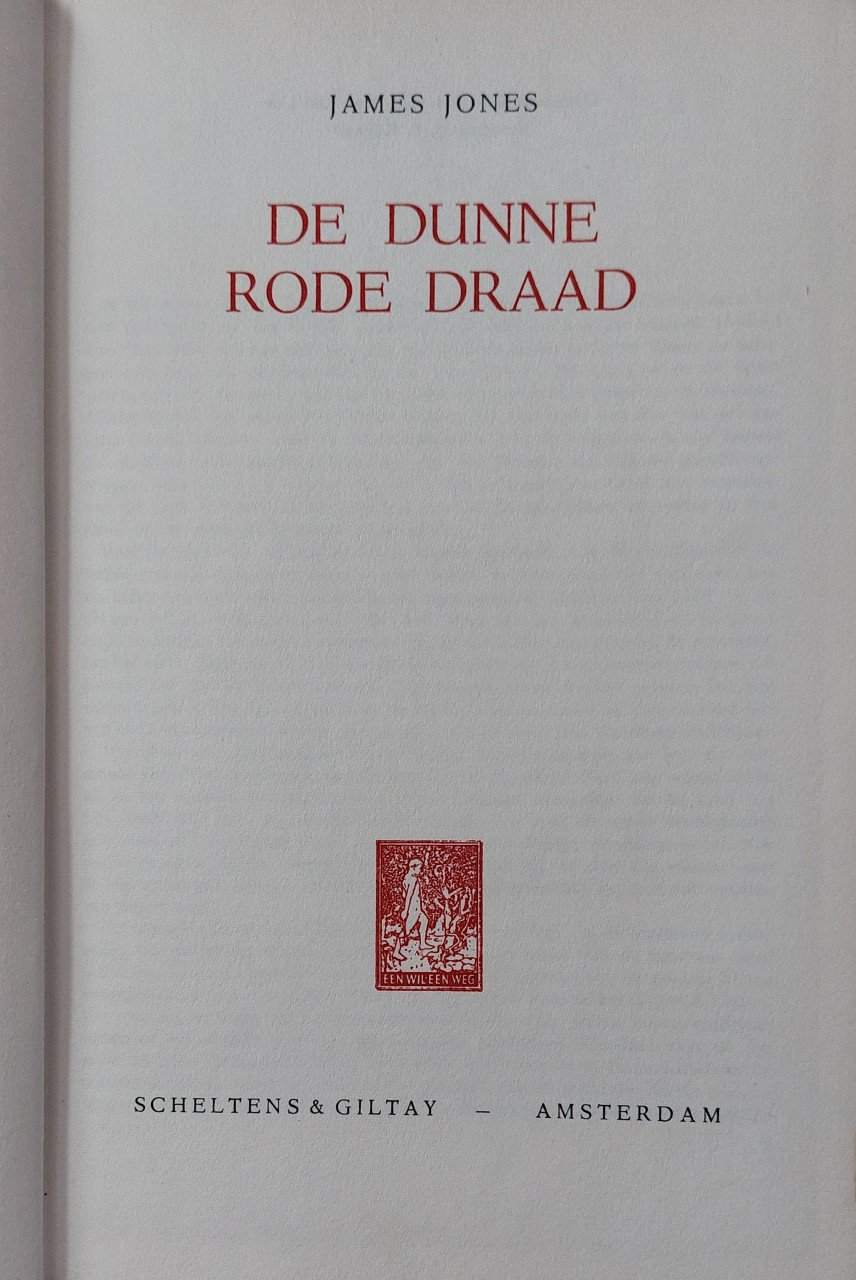 JAMES JONES
DE DUNNE
RODE DRAAD
EEN WIL·EEN WEG
SCHELTENS & GILTAY – AMSTERDAM